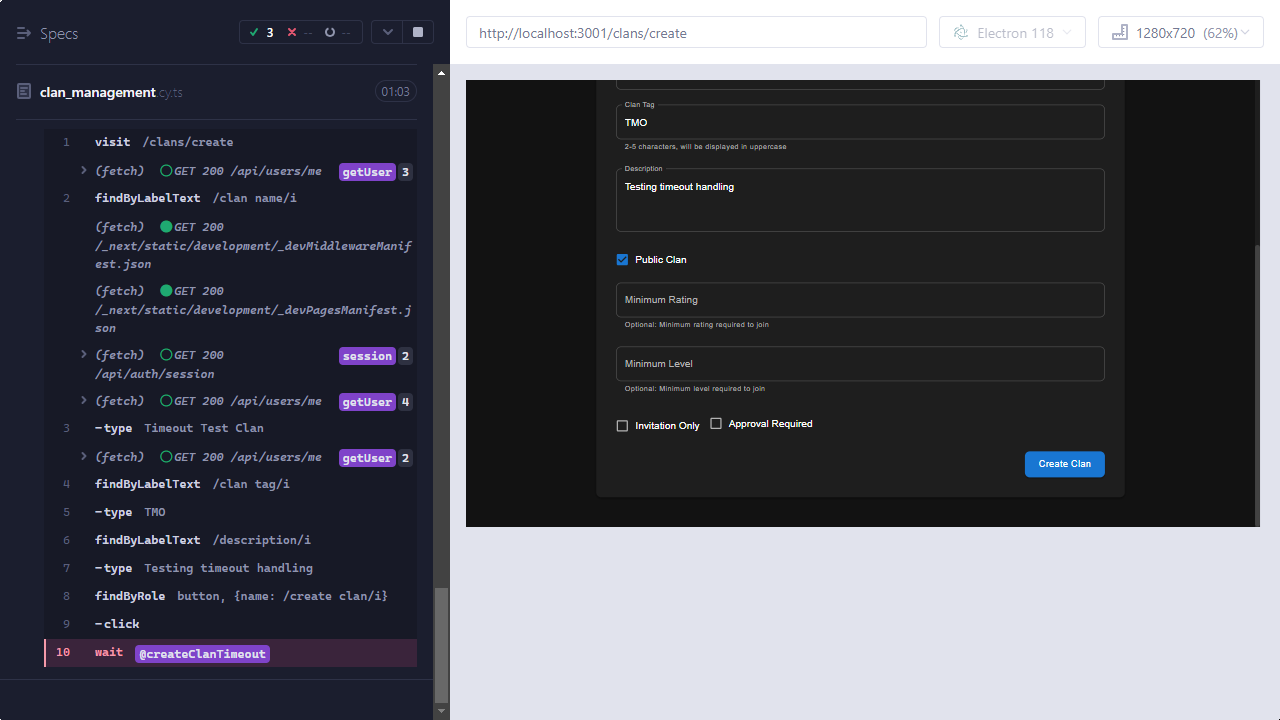 Specs
3
--
--
clan_management.cy.ts
01:03
1 visit /clans/create
(fetch) GET 200 /api/users/me getUser 3
2 findByLabelText /clan name/i
(fetch) GET 200
/_next/static/development/_devMiddlewareManif
est.json
(fetch) GET 200
/_next/static/development/_devPagesManifest.j
son
(fetch) GET 200 session 2
/api/auth/session
(fetch) GET 200 /api/users/me getUser 4
3 -type Timeout Test Clan
(fetch) GET 200 /api/users/me getUser 2
4 findByLabelText /clan tag/i
5 -type TMO
6 findByLabelText /description/i
7 -type Testing timeout handling
8 findByRole button, {name: /create clan/i}
9 -click
10 wait @createClanTimeout
http://localhost:3001/clans/create
Electron 118
1280x720 (62%)
Clan Tag
TMO
2-5 characters, will be displayed in uppercase
Description
Testing timeout handling
Public Clan
Minimum Rating
Optional: Minimum rating required to join
Minimum Level
Optional: Minimum level required to join
Invitation Only
Approval Required
Create Clan